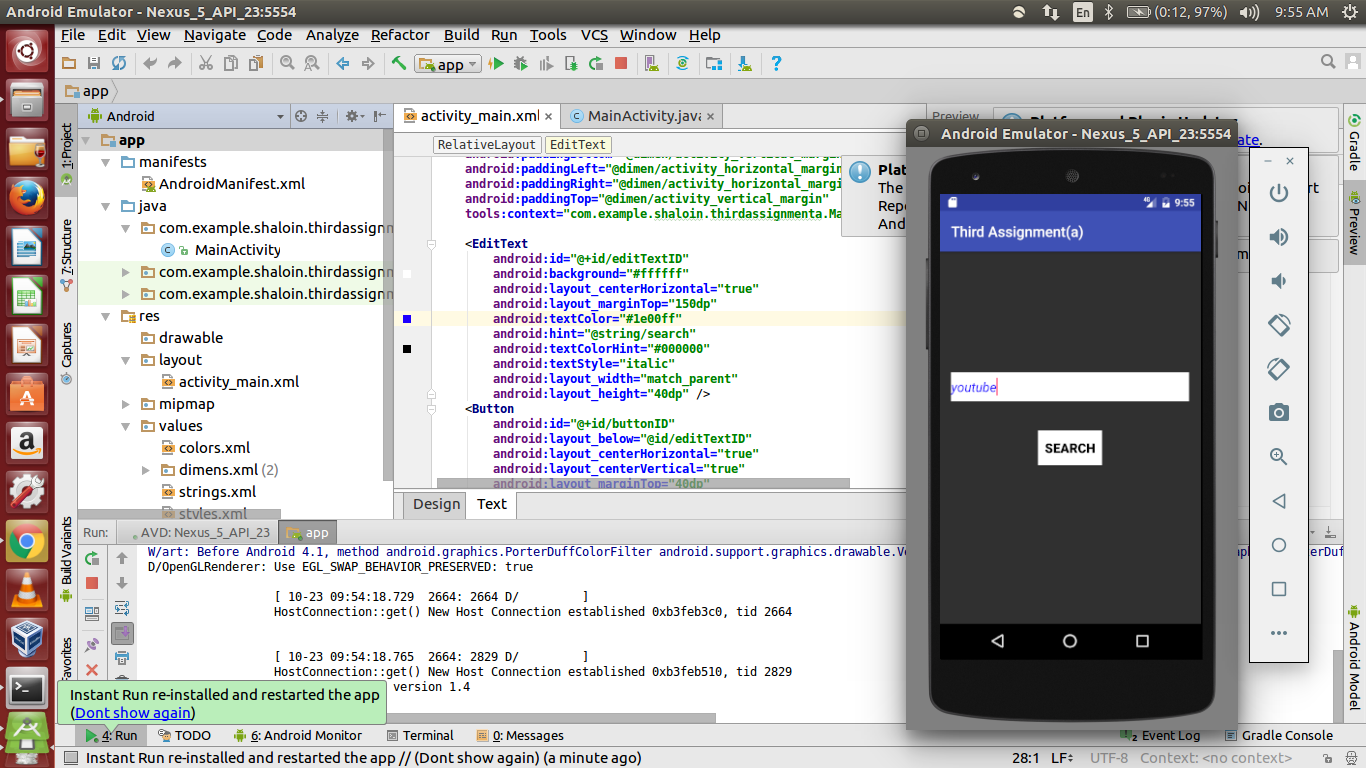 Android Emulator - Nexus_5_API_23:5554
En
(0:12, 97%)
9:55 AM
File Edit View Navigate Code Analyze Refactor Build Run Tools VCS Window Help
app
app
Android
activity_main.xml
MainActivity.java
Preview
1: Project
7: Structure
Captures
Build Variants
Favorites
Gradle
Preview
Android Model
app
manifests
AndroidManifest.xml
java
com.example.shaloin.thirdassignm
MainActivity
com.example.shaloin.thirdassignm
com.example.shaloin.thirdassignm
res
drawable
layout
activity_main.xml
mipmap
values
colors.xml
dimens.xml (2)
strings.xml
styles.xml
RelativeLayout
EditText
android:paddingBottom="@dimen/activity_vertical_margin
android:paddingLeft="@dimen/activity_horizontal_margin
android:paddingRight="@dimen/activity_horizontal_margi
android:paddingTop="@dimen/activity_vertical_margin"
tools:context="com.example.shaloin.thirdassignmenta.Ma
<EditText
android:id="@+id/editTextID"
android:background="#ffffff"
android:layout_centerHorizontal="true"
android:layout_marginTop="150dp"
android:textColor="#1e00ff"
android:hint="@string/search"
android:textColorHint="#000000"
android:textStyle="italic"
android:layout_width="match_parent"
android:layout_height="40dp" />
<Button
android:id="@+id/buttonID"
android:layout_below="@id/editTextID"
android:layout_centerHorizontal="true"
android:layout_centerVertical="true"
android:layout_marginTop="40dp"
Plat
The
Repo
And
ate.
Design
Text
Android Emulator - Nexus_5_API_23:5554
9:55
Third Assignment(a)
youtube
SEARCH
Run:
AVD: Nexus_5_API_23
app
W/art: Before Android 4.1, method android.graphics.PorterDuffColorFilter android.support.graphics.drawable.Ve
D/OpenGLRenderer: Use EGL_SWAP_BEHAVIOR_PRESERVED: true
[ 10-23 09:54:18.729 2664: 2664 D/ ]
HostConnection::get() New Host Connection established 0xb3feb3c0, tid 2664
[ 10-23 09:54:18.765 2664: 2829 D/ ]
HostConnection::get() New Host Connection established 0xb3feb510, tid 2829
version 1.4
Instant Run re-installed and restarted the app
(Dont show again)
4: Run
TODO
6: Android Monitor
Terminal
0: Messages
2 Event Log
Gradle Console
Instant Run re-installed and restarted the app // (Dont show again) (a minute ago)
28:1
LF
UTF-8
Context: <no context>